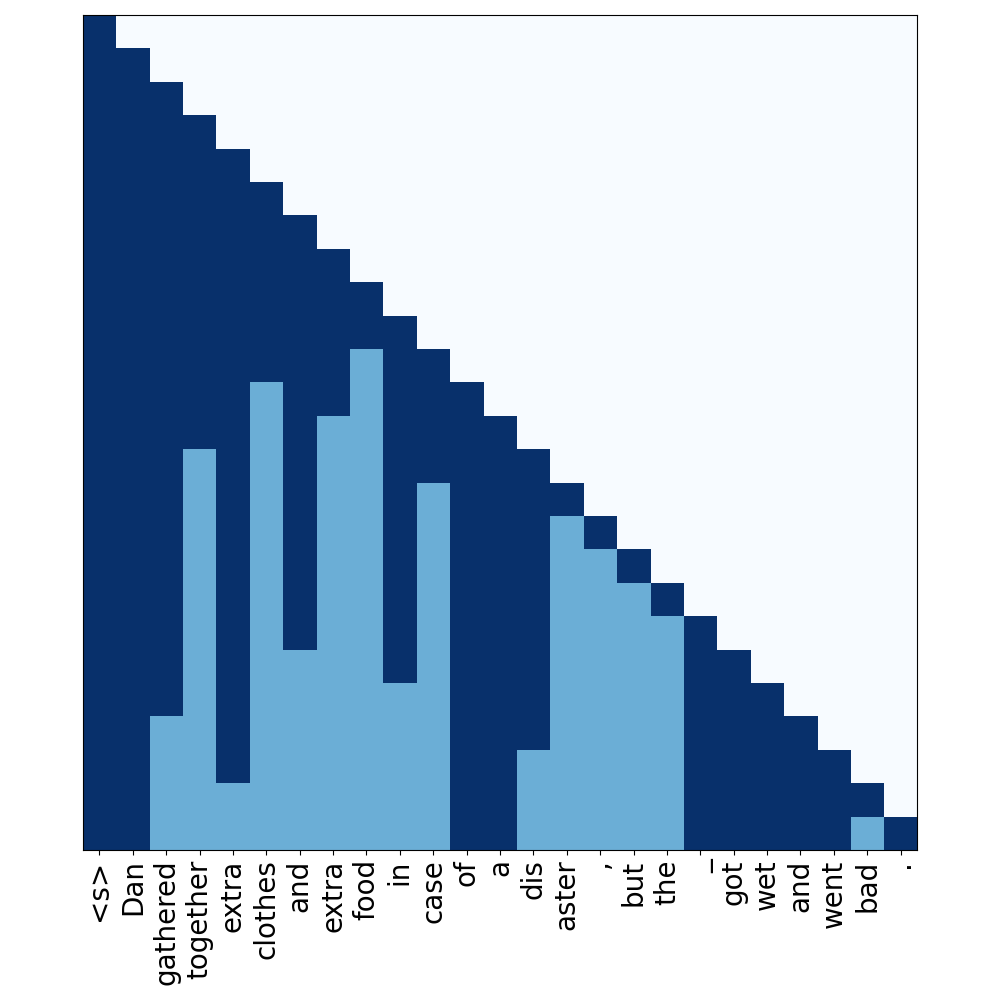 <s> Dan gathered together extra clothes and extra food in case of a dis aster , but the _ got wet and went bad .